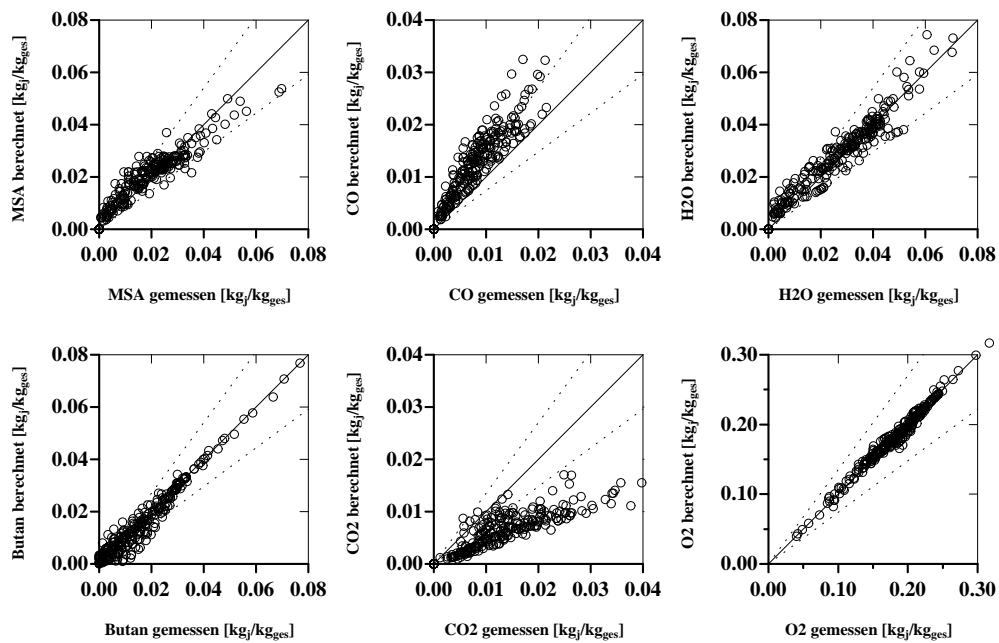 MSA berechnet [kgj/kgges]
0.08
0.06
0.04
0.02
0.00
0.00 0.02 0.04 0.06 0.08
MSA gemessen [kgj/kgges]
CO berechnet [kgj/kgges]
0.04
0.03
0.02
0.01
0.00
0.00 0.01 0.02 0.03 0.04
CO gemessen [kgj/kgges]
H2O berechnet [kgj/kgges]
0.08
0.06
0.04
0.02
0.00
0.00 0.02 0.04 0.06 0.08
H2O gemessen [kgj/kgges]
Butan berechnet [kgj/kgges]
0.08
0.06
0.04
0.02
0.00
0.00 0.02 0.04 0.06 0.08
Butan gemessen [kgj/kgges]
CO2 berechnet [kgj/kgges]
0.04
0.03
0.02
0.01
0.00
0.00 0.01 0.02 0.03 0.04
CO2 gemessen [kgj/kgges]
O2 berechnet [kgj/kgges]
0.30
0.20
0.10
0.00
0.00 0.10 0.20 0.30
O2 gemessen [kgj/kgges]